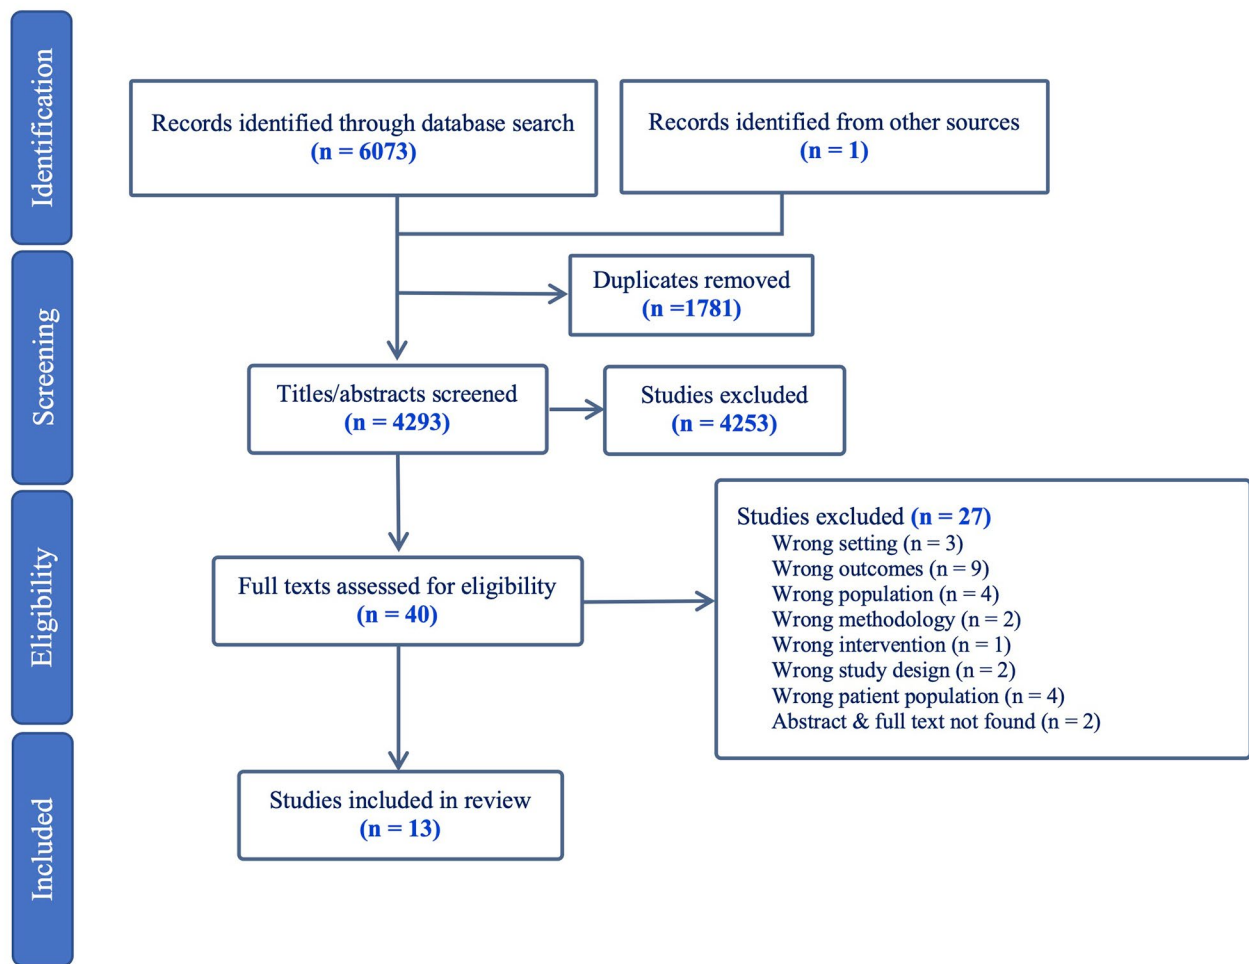 Identification
Records identified through database search
(n = 6073)
Records identified from other sources
(n = 1)
Screening
Duplicates removed
(n =1781)
Titles/abstracts screened
(n = 4293)
Studies excluded
(n = 4253)
Eligibility
Full texts assessed for eligibility
(n = 40)
Studies excluded (n = 27)
Wrong setting (n = 3)
Wrong outcomes (n = 9)
Wrong population (n = 4)
Wrong methodology (n = 2)
Wrong intervention (n = 1)
Wrong study design (n = 2)
Wrong patient population (n = 4)
Abstract & full text not found (n = 2)
Included
Studies included in review
(n = 13)